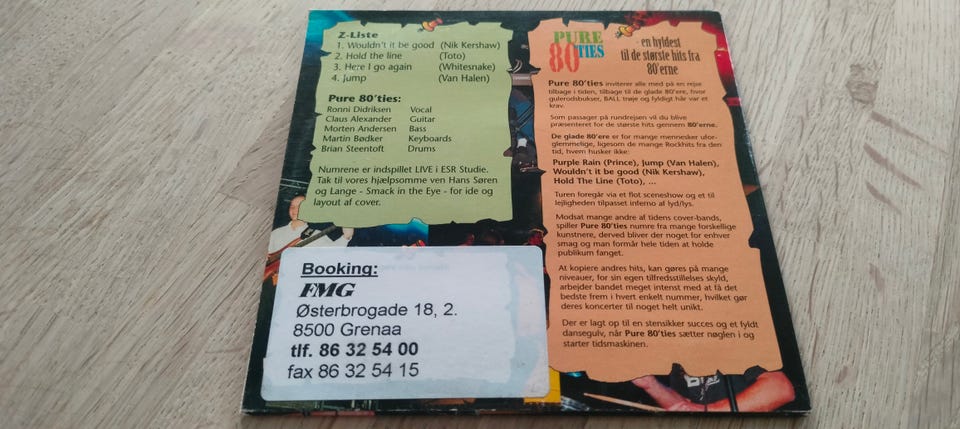 Z-Liste
1. Wouldn't it be good (Nik Kershaw)
2. Hold the line (Toto)
3. Here I go again (Whitesnake)
4. Jump (Van Halen)
Pure 80'ties:
Ronni Didriksen Vocal
Claus Alexander Guitar
Morten Andersen Bass
Martin Bødker Keyboards
Brian Steentoft Drums
Numrene er indspillet LIVE i ESR Studie.
Tak til vores hjælpsomme ven Hans Søren
og Lange - Smack in the Eye - for ide og
layout af cover.
Booking:
FMG
Østerbrogade 18, 2.
8500 Grenaa
tlf. 86 32 54 00
fax 86 32 54 15
PURE
80 TIES
en hyldest
til de største hits fra
80'erne
Pure 80'ties inviterer alle med på en rejse
tilbage i tiden, tilbage til de glade 80'ere, hvor
gulerodsbukser, BALL trøje og fyldigt hår var et
krav.
Som passager på rundrejsen vil du blive
præsenteret for de største hits gennem 80'erne.
De glade 80'ere er for mange mennesker ufor-
glemmelige, ligesom de mange Rockhits fra den
tid, hvem husker ikke:
Purple Rain (Prince), Jump (Van Halen),
Wouldn't it be good (Nik Kershaw),
Hold The Line (Toto), ...
Turen foregår via et flot sceneshow og et til
lejligheden tilpasset inferno af lyd/lys.
Modsat mange andre af tidens cover-bands,
spiller Pure 80'ties numre fra mange forskellige
kunstnere, derved bliver der noget for enhver
smag og man formår hele tiden at holde
publikum fanget.
At kopiere andres hits, kan gøres på mange
niveauer, for sin egen tilfredsstillelses skyld,
arbejder bandet meget intenst med at få det
bedste frem i hvert enkelt nummer, hvilket gør
deres koncerter til noget helt unikt.
Der er lagt op til en stensikker succes og et fyldt
dansegulv, når Pure 80'ties sætter nøglen i og
starter tidsmaskinen.